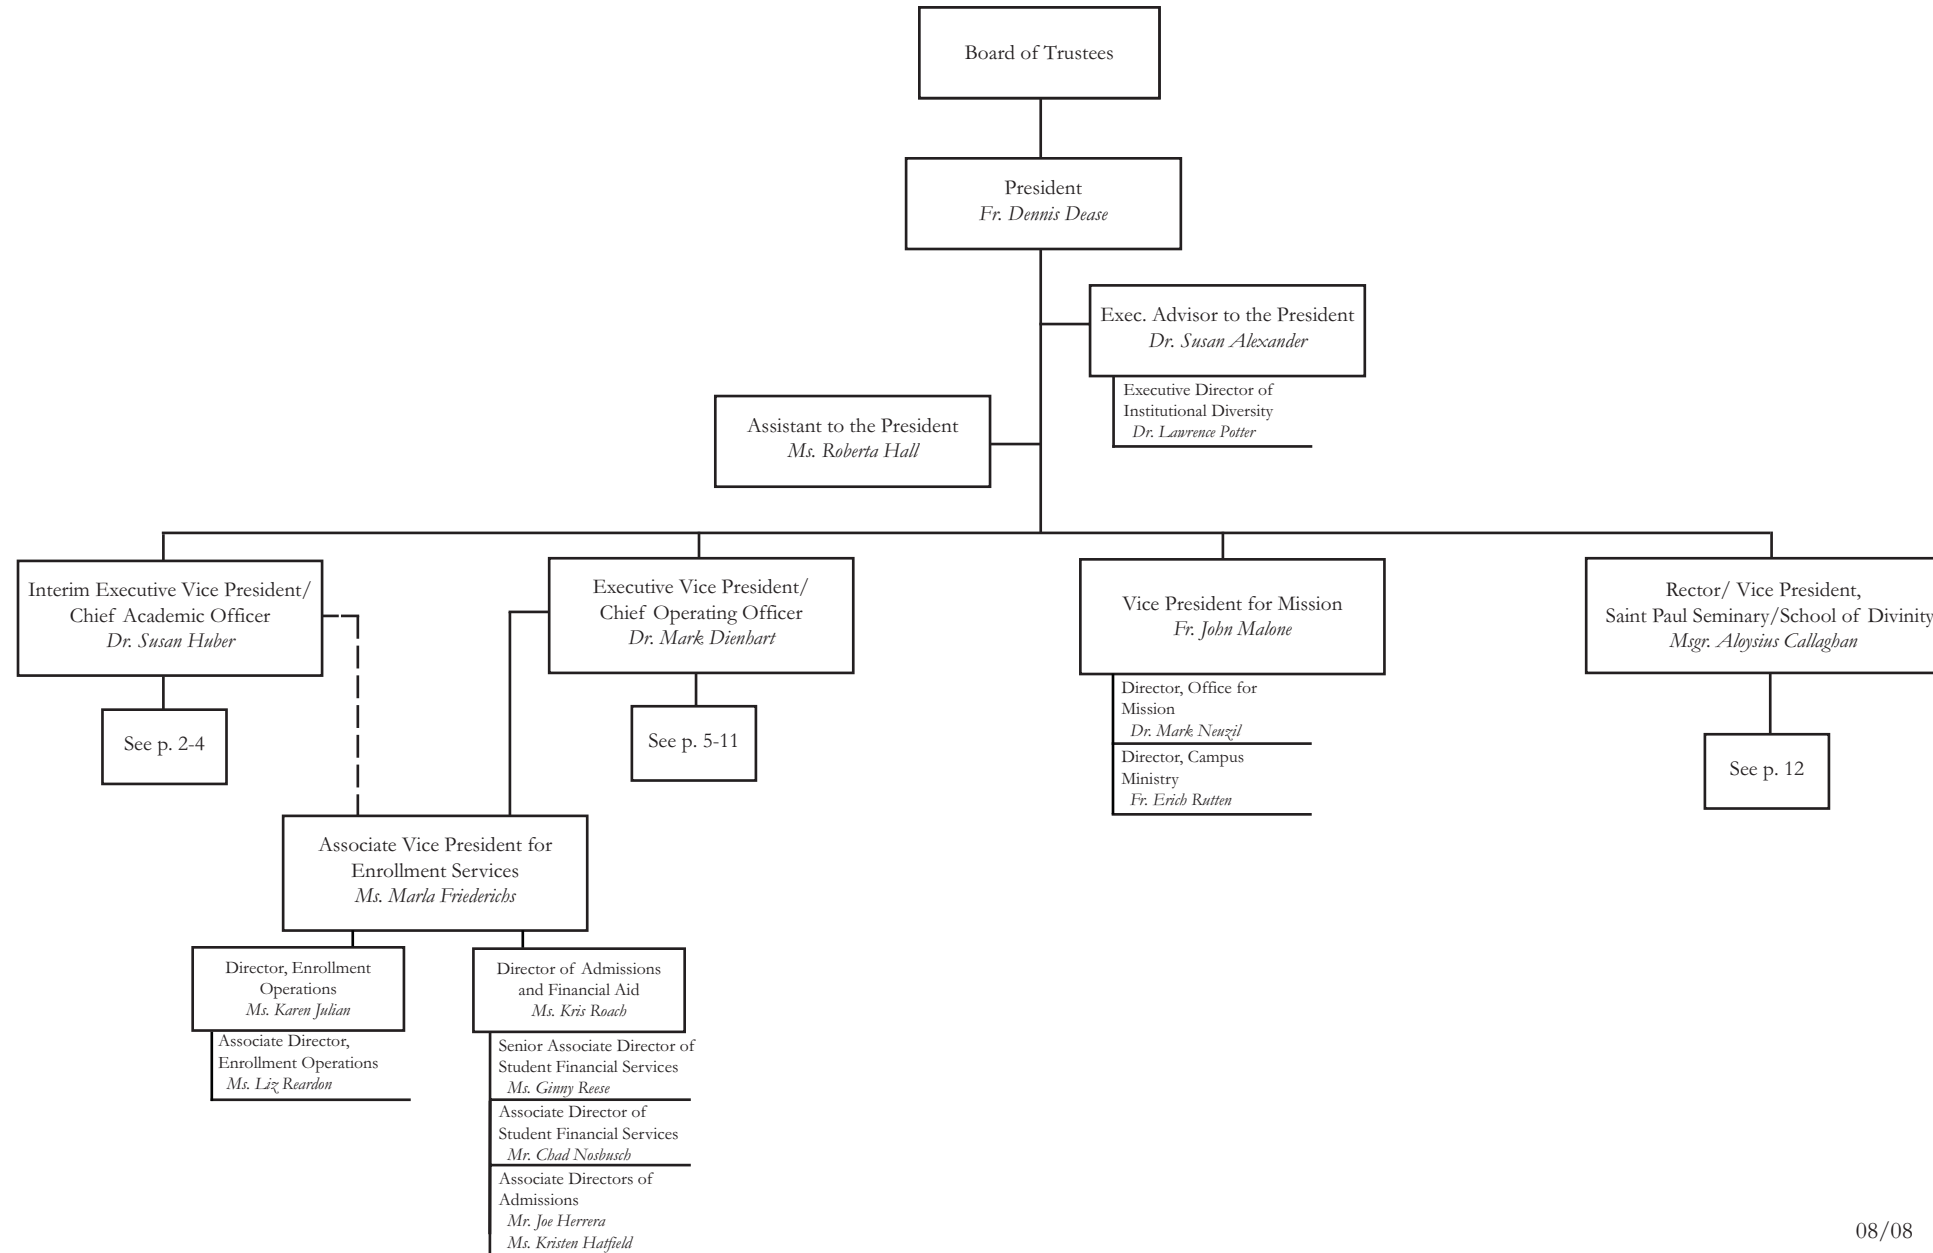 Board of Trustees
President
Fr. Dennis Dease
Exec. Advisor to the President
Dr. Susan Alexander
Executive Director of
Institutional Diversity
Dr. Lawrence Potter
Assistant to the President
Ms. Roberta Hall
Interim Executive Vice President/
Chief Academic Officer
Dr. Susan Huber
See p. 2-4
Executive Vice President/
Chief Operating Officer
Dr. Mark Dienhart
See p. 5-11
Vice President for Mission
Fr. John Malone
Director, Office for
Mission
Dr. Mark Neuzil
Director, Campus
Ministry
Fr. Erich Rutten
Rector/ Vice President,
Saint Paul Seminary/School of Divinity
Msgr. Aloysius Callaghan
See p. 12
Associate Vice President for
Enrollment Services
Ms. Marla Friederichs
Director, Enrollment
Operations
Ms. Karen Julian
Associate Director,
Enrollment Operations
Ms. Liz Reardon
Director of Admissions
and Financial Aid
Ms. Kris Roach
Senior Associate Director of
Student Financial Services
Ms. Ginny Reese
Associate Director of
Student Financial Services
Mr. Chad Nosbusch
Associate Directors of
Admissions
Mr. Joe Herrera
Ms. Kristen Hatfield
08/08